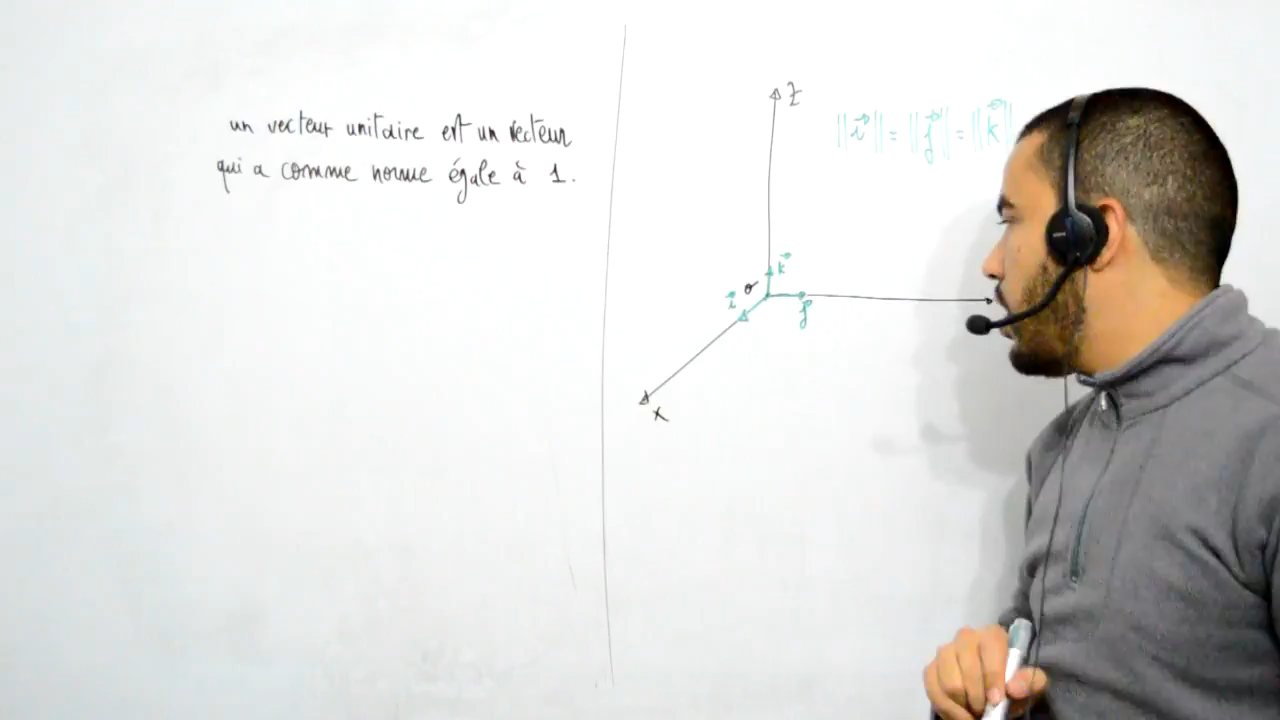 un vecteur unitaire est un vecteur
qui a comme norme égale à 1.
z
||i⃗|| = ||j⃗|| = ||k⃗||
k⃗
o
i⃗
j⃗
x